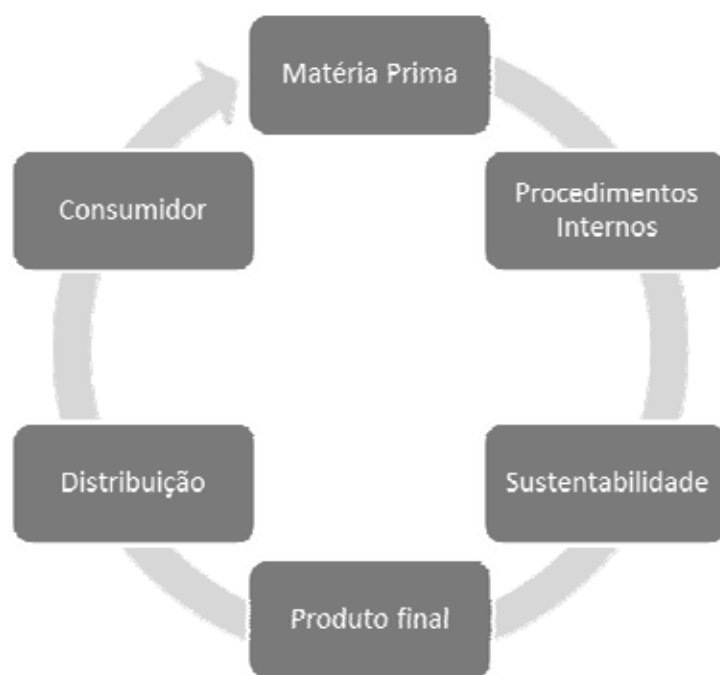 Matéria Prima
Procedimentos
Internos
Sustentabilidade
Produto final
Distribuição
Consumidor